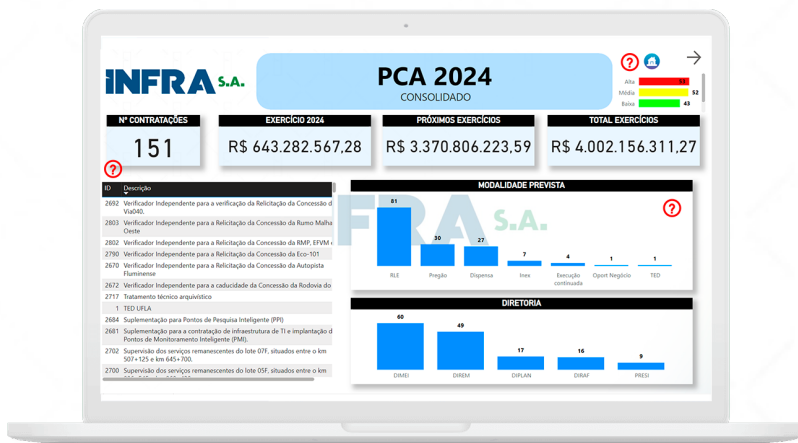 INFRA S.A.
PCA 2024
CONSOLIDADO
?
Alta 51
Média 52
Baixa 43
Nº CONTRATAÇÕES
151
EXERCÍCIO 2024
R$ 643.282.567,28
PRÓXIMOS EXERCÍCIOS
R$ 3.370.806.223,59
TOTAL EXERCÍCIOS
R$ 4.002.156.311,27
?
ID Descrição
2692 Verificador Independente para a verificação da Relicitação da Concessão d
Via040.
2803 Verificador Independente para a Relicitação da Concessão da Rumo Malha
Oeste
2802 Verificador Independente para a Relicitação da Concessão da RMP, EFVM
2790 Verificador Independente para a Relicitação da Concessão da Eco-101
2670 Verificador Independente para a Relicitação da Concessão da Autopista
Fluminense
2672 Verificador Independente para a caducidade da Concessão da Rodovia do
2717 Tratamento técnico arquivístico
1 TED UFLA
2684 Suplementação para Pontos de Pesquisa Inteligente (PPI)
2681 Suplementação para a contratação de infraestrutura de TI e implantação d
Pontos de Monitoramento Inteligente (PMI).
2702 Supervisão dos serviços remanescentes do lote 07F, situados entre o km
507+125 e km 645+700.
2700 Supervisão dos serviços remanescentes do lote 05F, situados entre o km
MODALIDADE PREVISTA
?
81
30
27
7
4
1
1
RLE Pregão Dispensa Inex Execução continuada Oport Negócio TED
FRA S.A.
DIRETORIA
60
49
17
16
9
DIMEI DIREM DIPLAN DIRAF PRESI